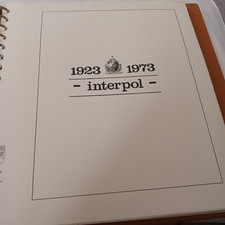 1923 1973
- interpol -